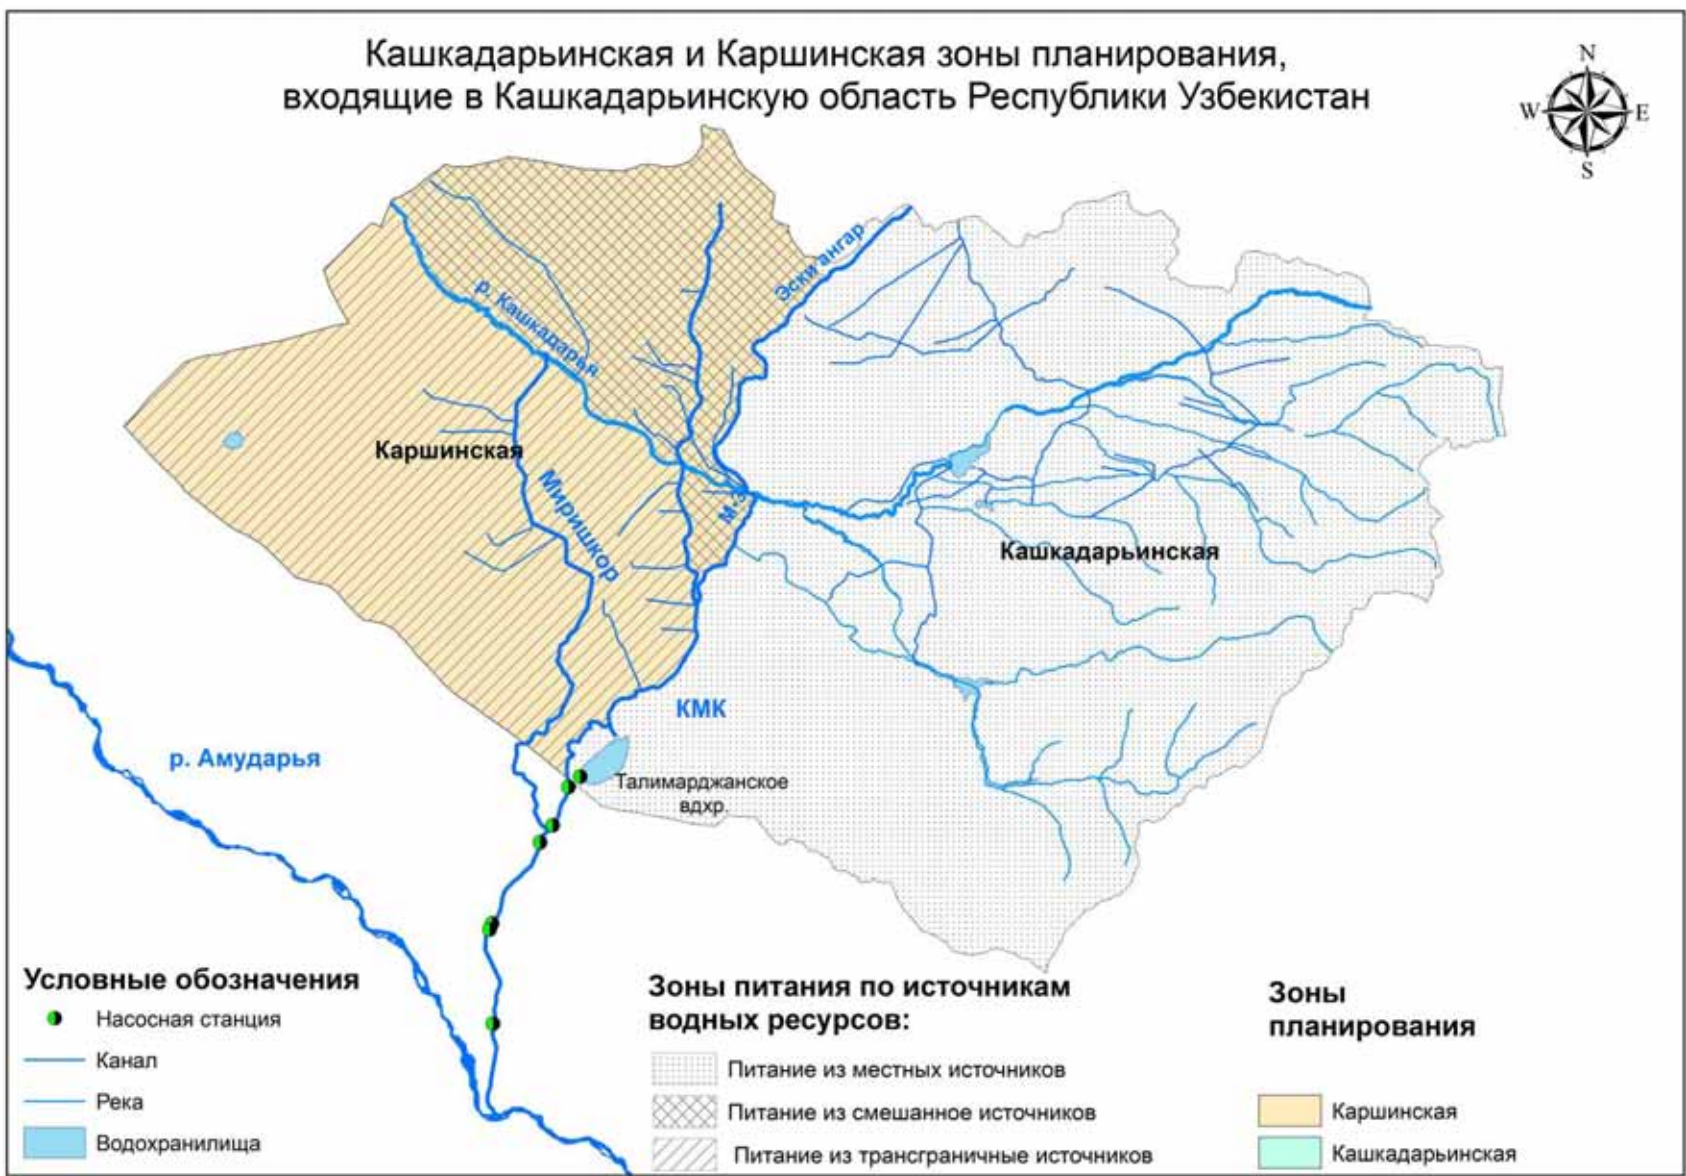 Кашкадарьинская и Каршинская зоны планирования,
входящие в Кашкадарьинскую область Республики Узбекистан
N
W
E
S
Эски ангар
р. Кашкадарья
Каршинская
Миришкор
М-3
Кашкадарьинская
КМК
р. Амударья
Талимарджанское
вдхр.
Условные обозначения
Насосная станция
Канал
Река
Водохранилища
Зоны питания по источникам
водных ресурсов:
Питание из местных источников
Питание из смешанное источников
Питание из трансграничные источников
Зоны
планирования
Каршинская
Кашкадарьинская